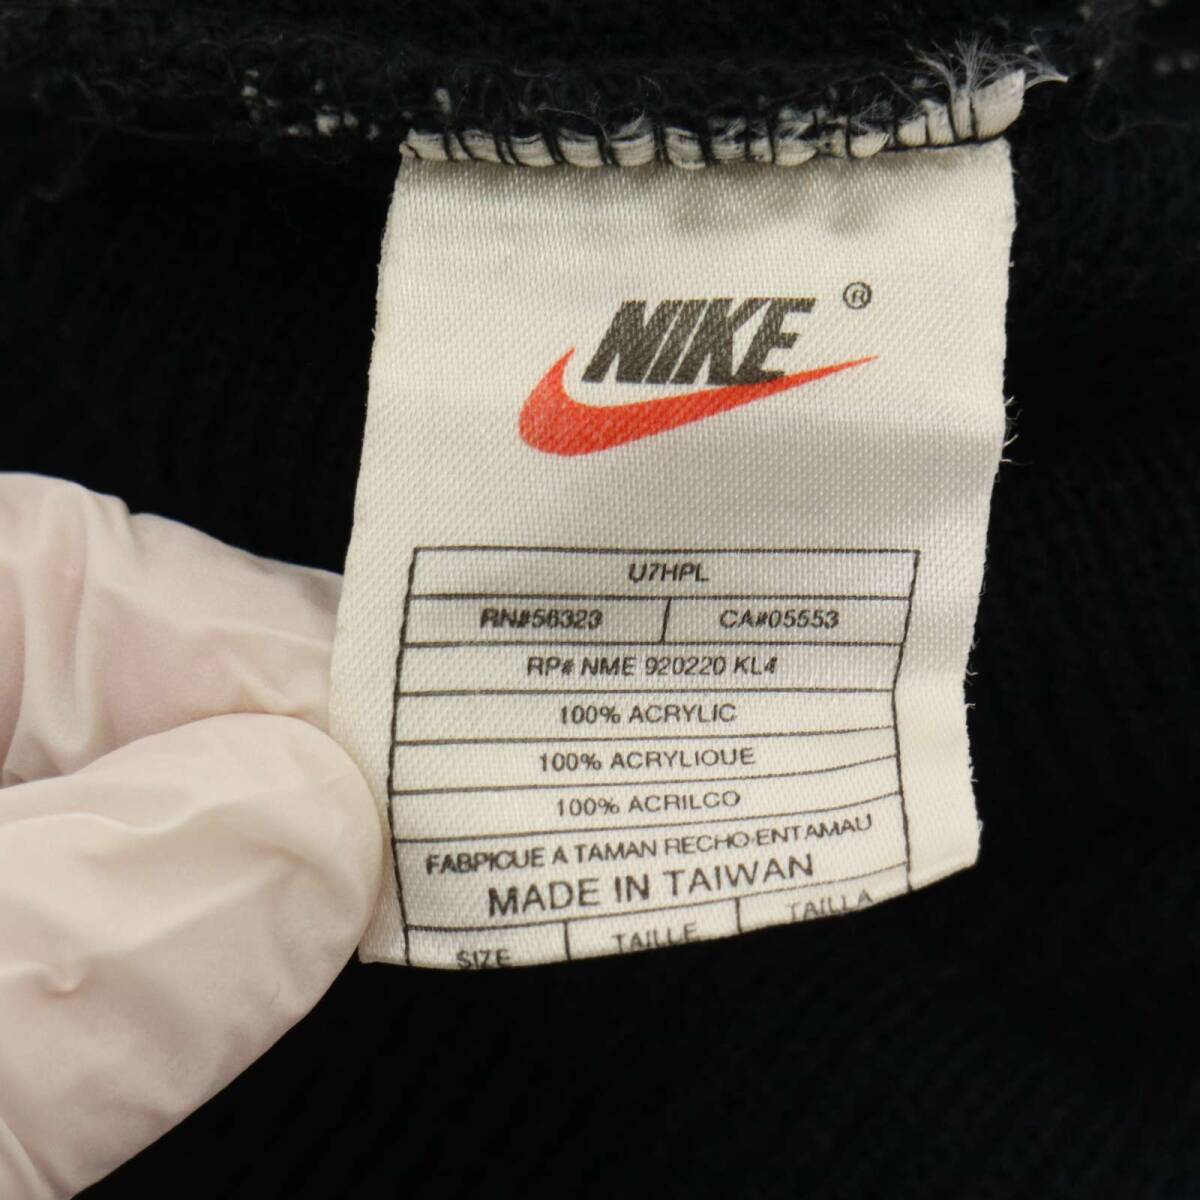 NIKE ®
U7HPL
RN#56323 CA#05553
RP# NME 920220 KL4
100% ACRYLIC
100% ACRYLIOUE
100% ACRILCO
FABPICUE A TAMAN RECHO ENTAMAU
MADE IN TAIWAN
SIZE TAILLE TAILLA